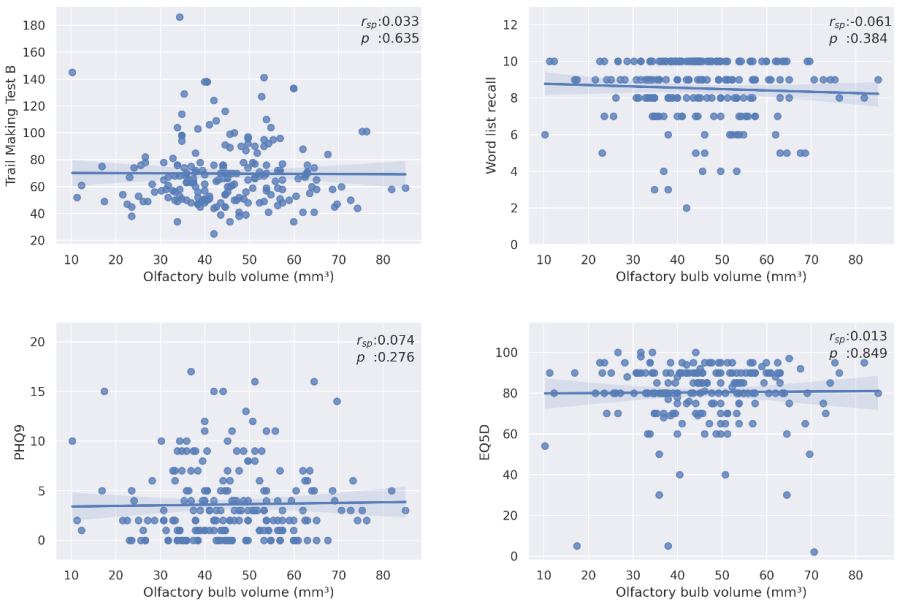 r_sp:0.033
p :0.635
180
160
140
120
100
80
60
40
20
Trail Making Test B
10 20 30 40 50 60 70 80
Olfactory bulb volume (mm³)
r_sp:-0.061
p :0.384
12
10
8
6
4
2
0
Word list recall
10 20 30 40 50 60 70 80
Olfactory bulb volume (mm³)
r_sp:0.074
p :0.276
20
15
10
5
0
PHQ9
10 20 30 40 50 60 70 80
Olfactory bulb volume (mm³)
r_sp:0.013
p :0.849
100
80
60
40
20
0
EQ5D
10 20 30 40 50 60 70 80
Olfactory bulb volume (mm³)